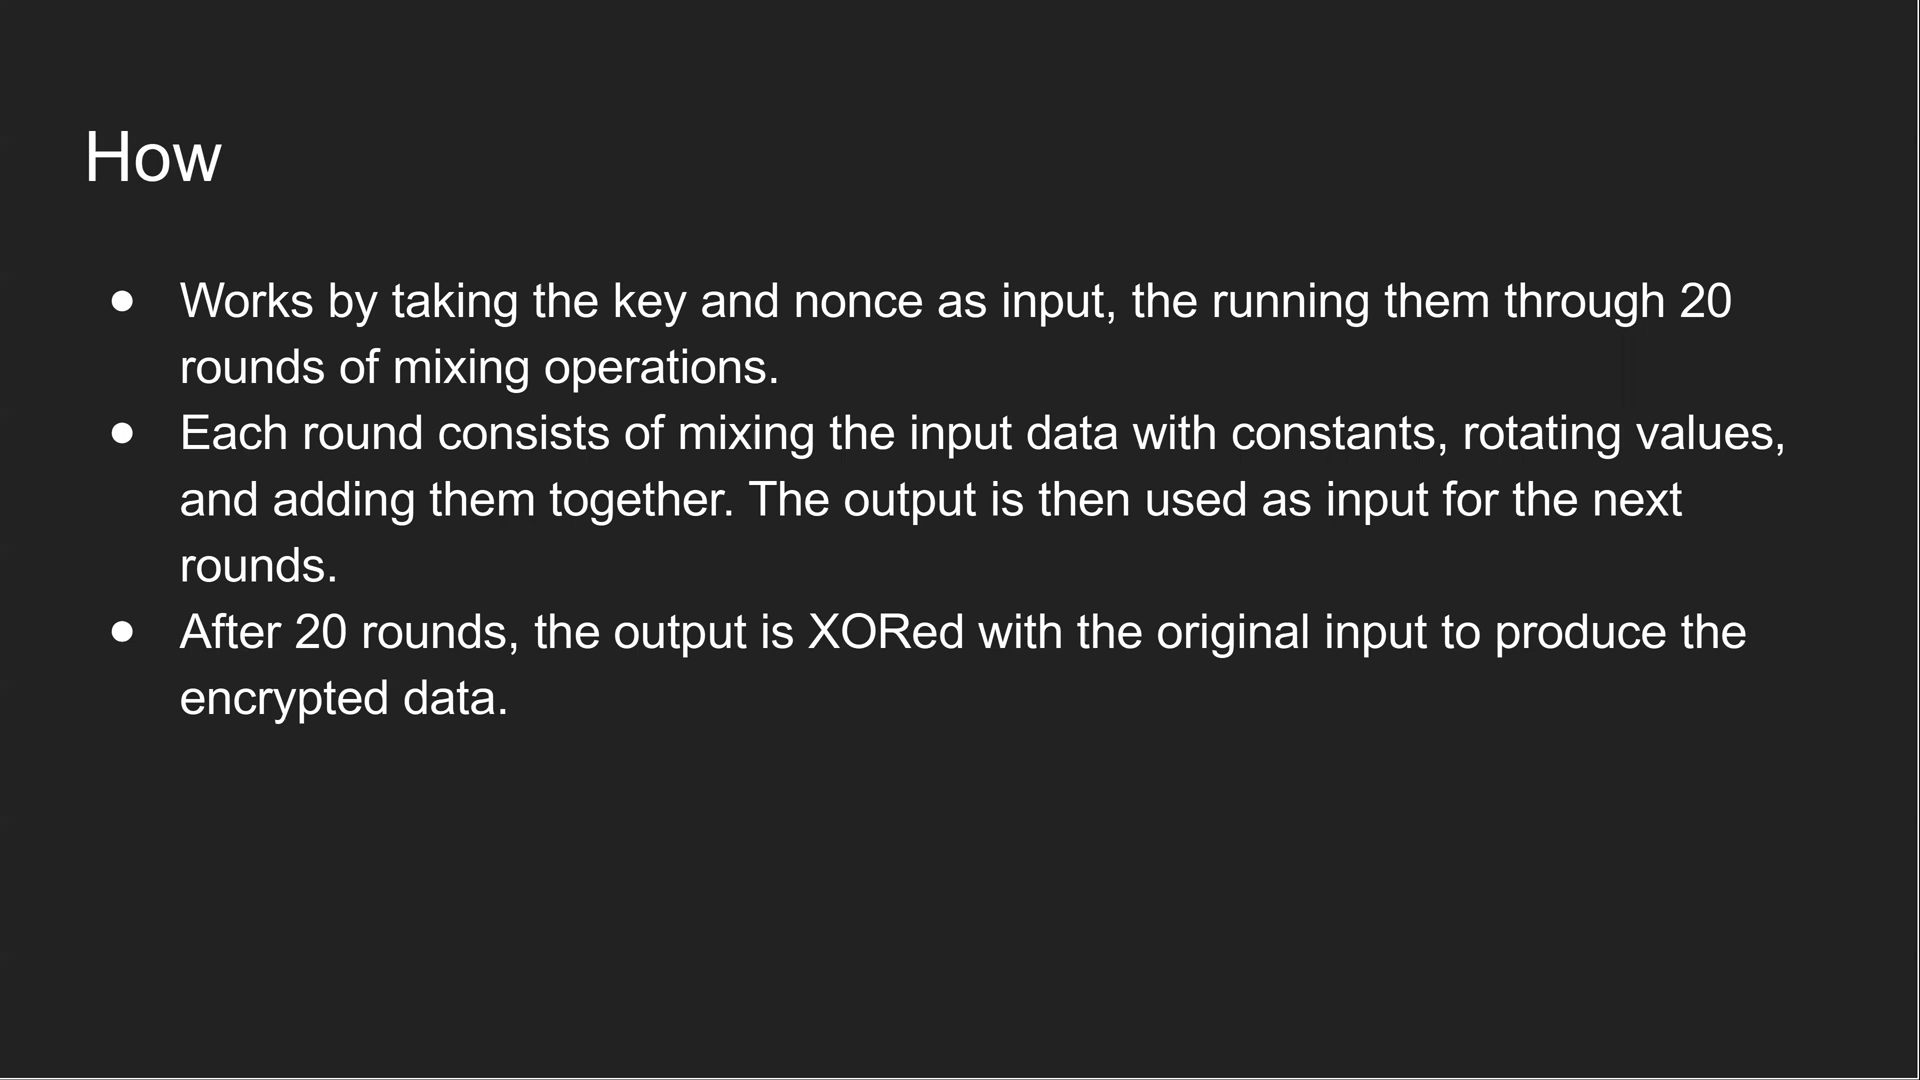 How
● Works by taking the key and nonce as input, the running them through 20
rounds of mixing operations.
● Each round consists of mixing the input data with constants, rotating values,
and adding them together. The output is then used as input for the next
rounds.
● After 20 rounds, the output is XORed with the original input to produce the
encrypted data.